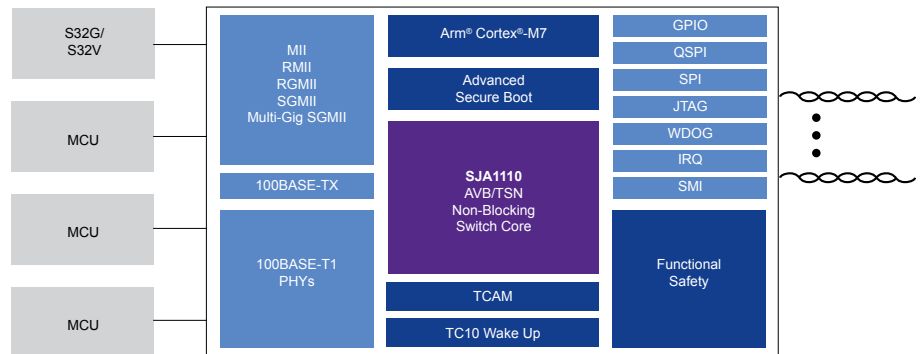 S32G/
S32V
MCU
MCU
MCU
MII
RMII
RGMII
SGMII
Multi-Gig SGMII
100BASE-TX
100BASE-T1
PHYs
Arm® Cortex®-M7
Advanced
Secure Boot
SJA1110
AVB/TSN
Non-Blocking
Switch Core
TCAM
TC10 Wake Up
GPIO
QSPI
SPI
JTAG
WDOG
IRQ
SMI
Functional
Safety